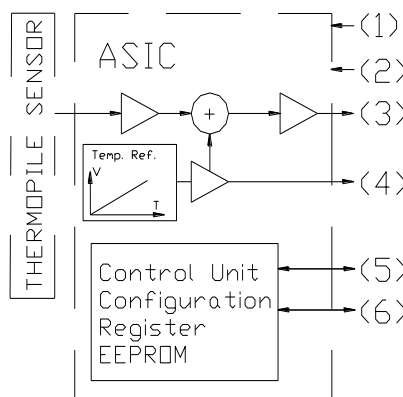 THERMOPILE SENSOR
ASIC
(1)
(2)
+
(3)
Temp. Ref.
V
T
(4)
Control Unit
Configuration
Register
EEPROM
(5)
(6)